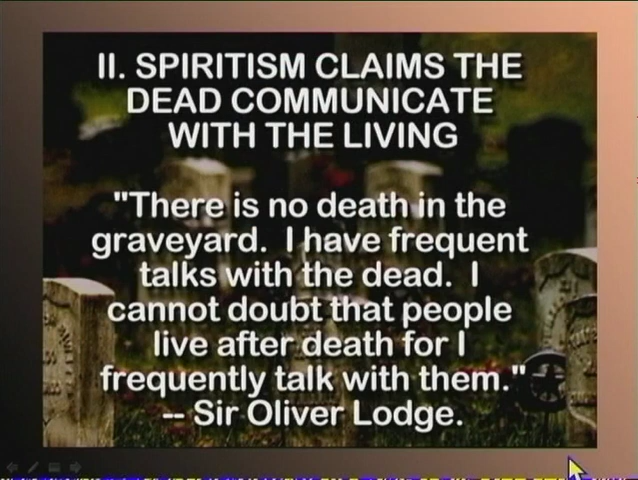 II. SPIRITISM CLAIMS THE
DEAD COMMUNICATE
WITH THE LIVING
"There is no death in the
graveyard.  I have frequent
talks with the dead.  I
cannot doubt that people
live after death for I
frequently talk with them."
-- Sir Oliver Lodge.